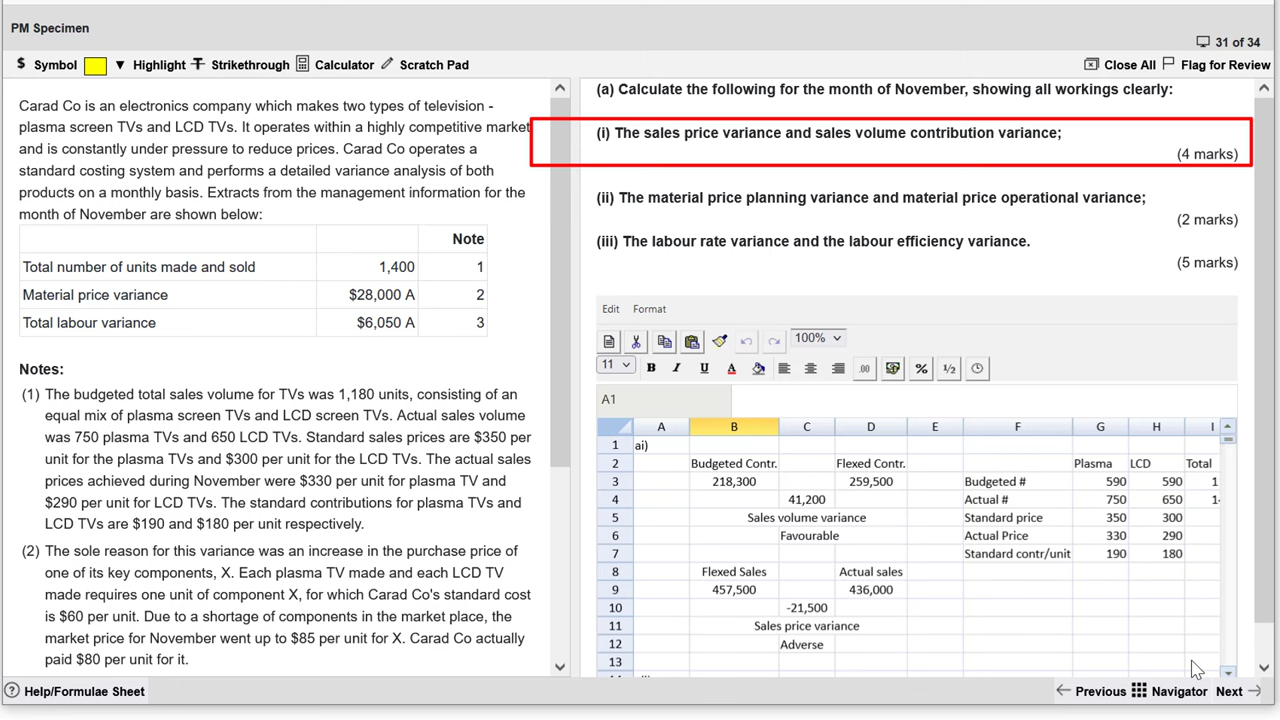 PM Specimen
31 of 34
$ Symbol ▼ Highlight Strikethrough Calculator Scratch Pad
Close All Flag for Review
Carad Co is an electronics company which makes two types of television -
plasma screen TVs and LCD TVs. It operates within a highly competitive market
and is constantly under pressure to reduce prices. Carad Co operates a
standard costing system and performs a detailed variance analysis of both
products on a monthly basis. Extracts from the management information for the
month of November are shown below:
Note
Total number of units made and sold 1,400 1
Material price variance $28,000 A 2
Total labour variance $6,050 A 3
Notes:
(1) The budgeted total sales volume for TVs was 1,180 units, consisting of an
equal mix of plasma screen TVs and LCD screen TVs. Actual sales volume
was 750 plasma TVs and 650 LCD TVs. Standard sales prices are $350 per
unit for the plasma TVs and $300 per unit for the LCD TVs. The actual sales
prices achieved during November were $330 per unit for plasma TV and
$290 per unit for LCD TVs. The standard contributions for plasma TVs and
LCD TVs are $190 and $180 per unit respectively.
(2) The sole reason for this variance was an increase in the purchase price of
one of its key components, X. Each plasma TV made and each LCD TV
made requires one unit of component X, for which Carad Co's standard cost
is $60 per unit. Due to a shortage of components in the market place, the
market price for November went up to $85 per unit for X. Carad Co actually
paid $80 per unit for it.
(a) Calculate the following for the month of November, showing all workings clearly:
(i) The sales price variance and sales volume contribution variance;
(4 marks)
(ii) The material price planning variance and material price operational variance;
(2 marks)
(iii) The labour rate variance and the labour efficiency variance.
(5 marks)
Edit Format
100%
11 B I U A .00 % 1/2
A1
A B C D E F G H I
1 ai)
2 Budgeted Contr. Flexed Contr. Plasma LCD Total
3 218,300 259,500 Budgeted # 590 590 1
4 41,200 Actual # 750 650 1
5 Sales volume variance Standard price 350 300
6 Favourable Actual Price 330 290
7 Standard contr/unit 190 180
8 Flexed Sales Actual sales
9 457,500 436,000
10 -21,500
11 Sales price variance
12 Adverse
13
? Help/Formulae Sheet
Previous Navigator Next